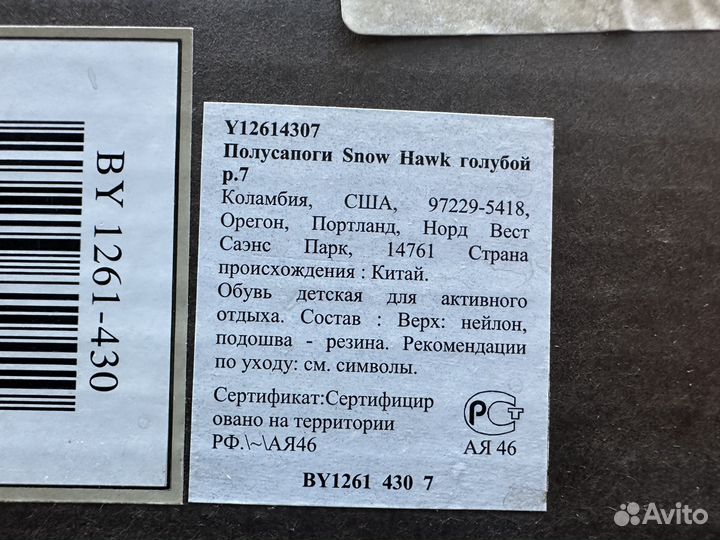 BY 1261-430
Y12614307
Полусапоги Snow Hawk голубой
р.7
Коламбия, США, 97229-5418,
Орегон, Портланд, Норд Вест
Саэнс Парк, 14761 Страна
происхождения : Китай.
Обувь детская для активного
отдыха. Состав : Верх: нейлон,
подошва - резина. Рекомендации
по уходу: см. символы.
Сертификат:Сертифицир
овано на территории
РФ.\~\АЯ46
РСТ
АЯ 46
BY1261 430 7
Avito